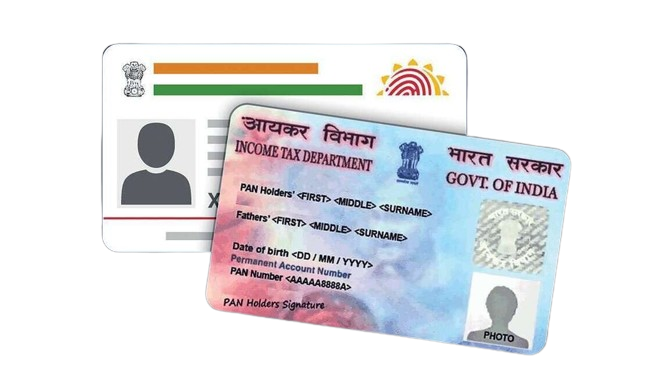 आयकर विभाग
INCOME TAX DEPARTMENT
भारत सरकार
GOVT. OF INDIA
PAN Holders' <FIRST> <MIDDLE> <SURNAME>
Fathers' <FIRST> <MIDDLE> <SURNAME>
Date of birth <DD / MM / YYYY>
Permanent Account Number
PAN Number <AAAAA8888A>
PAN Holders Signature
PHOTO